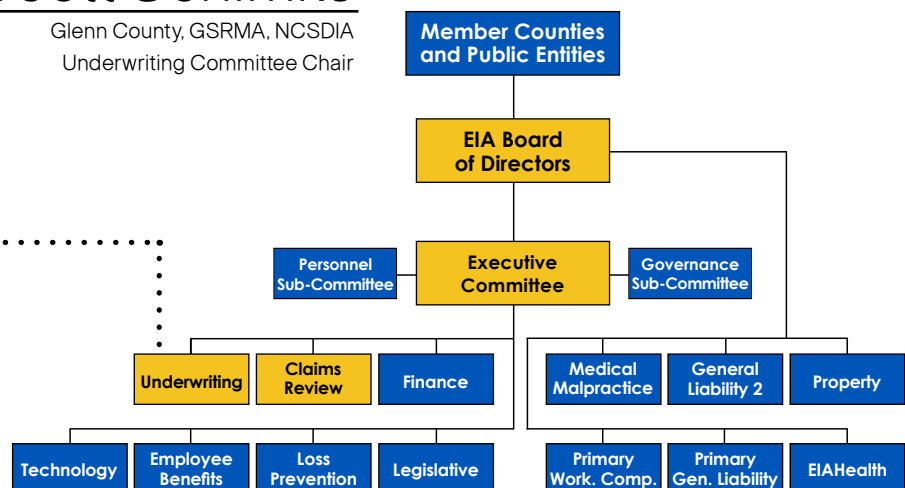 Glenn County, GSRMA, NCSDIA
Underwriting Committee Chair
Member Counties
and Public Entities
EIA Board
of Directors
Personnel
Sub-Committee
Executive
Committee
Governance
Sub-Committee
Underwriting
Claims
Review
Finance
Medical
Malpractice
General
Liability 2
Property
Technology
Employee
Benefits
Loss
Prevention
Legislative
Primary
Work. Comp.
Primary
Gen. Liability
EIAHealth